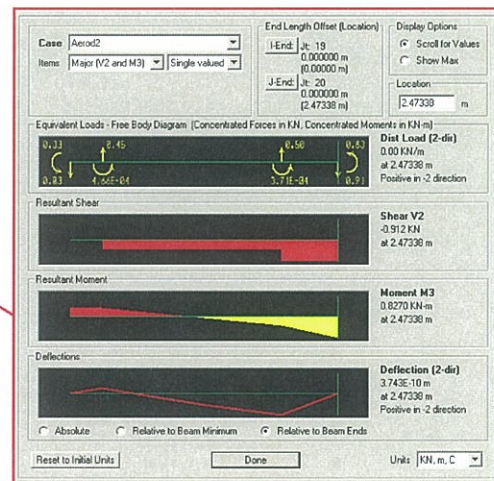 Case Aerod2
Items Major (V2 and M3) Single valued
End Length Offset (Location)
I-End: Jt: 19
0.000000 m
(0.00000 m)
J-End: Jt: 20
0.000000 m
(2.47338 m)
Display Options
Scroll for Values
Show Max
Location
2.47338 m
Equivalent Loads - Free Body Diagram (Concentrated Forces in KN, Concentrated Moments in KN-m)
0.33 0.45 0.50 0.83
0.03 4.66E-04 3.71E-04 0.91
Dist Load (2-dir)
0.00 KN/m
at 2.47338 m
Positive in -2 direction
Resultant Shear
Shear V2
-0.912 KN
at 2.47338 m
Resultant Moment
Moment M3
0.8270 KN-m
at 2.47338 m
Deflections
Deflection (2-dir)
3.743E-10 m
at 2.47338 m
Positive in -2 direction
Absolute Relative to Beam Minimum Relative to Beam Ends
Reset to Initial Units Done Units KN, m, C